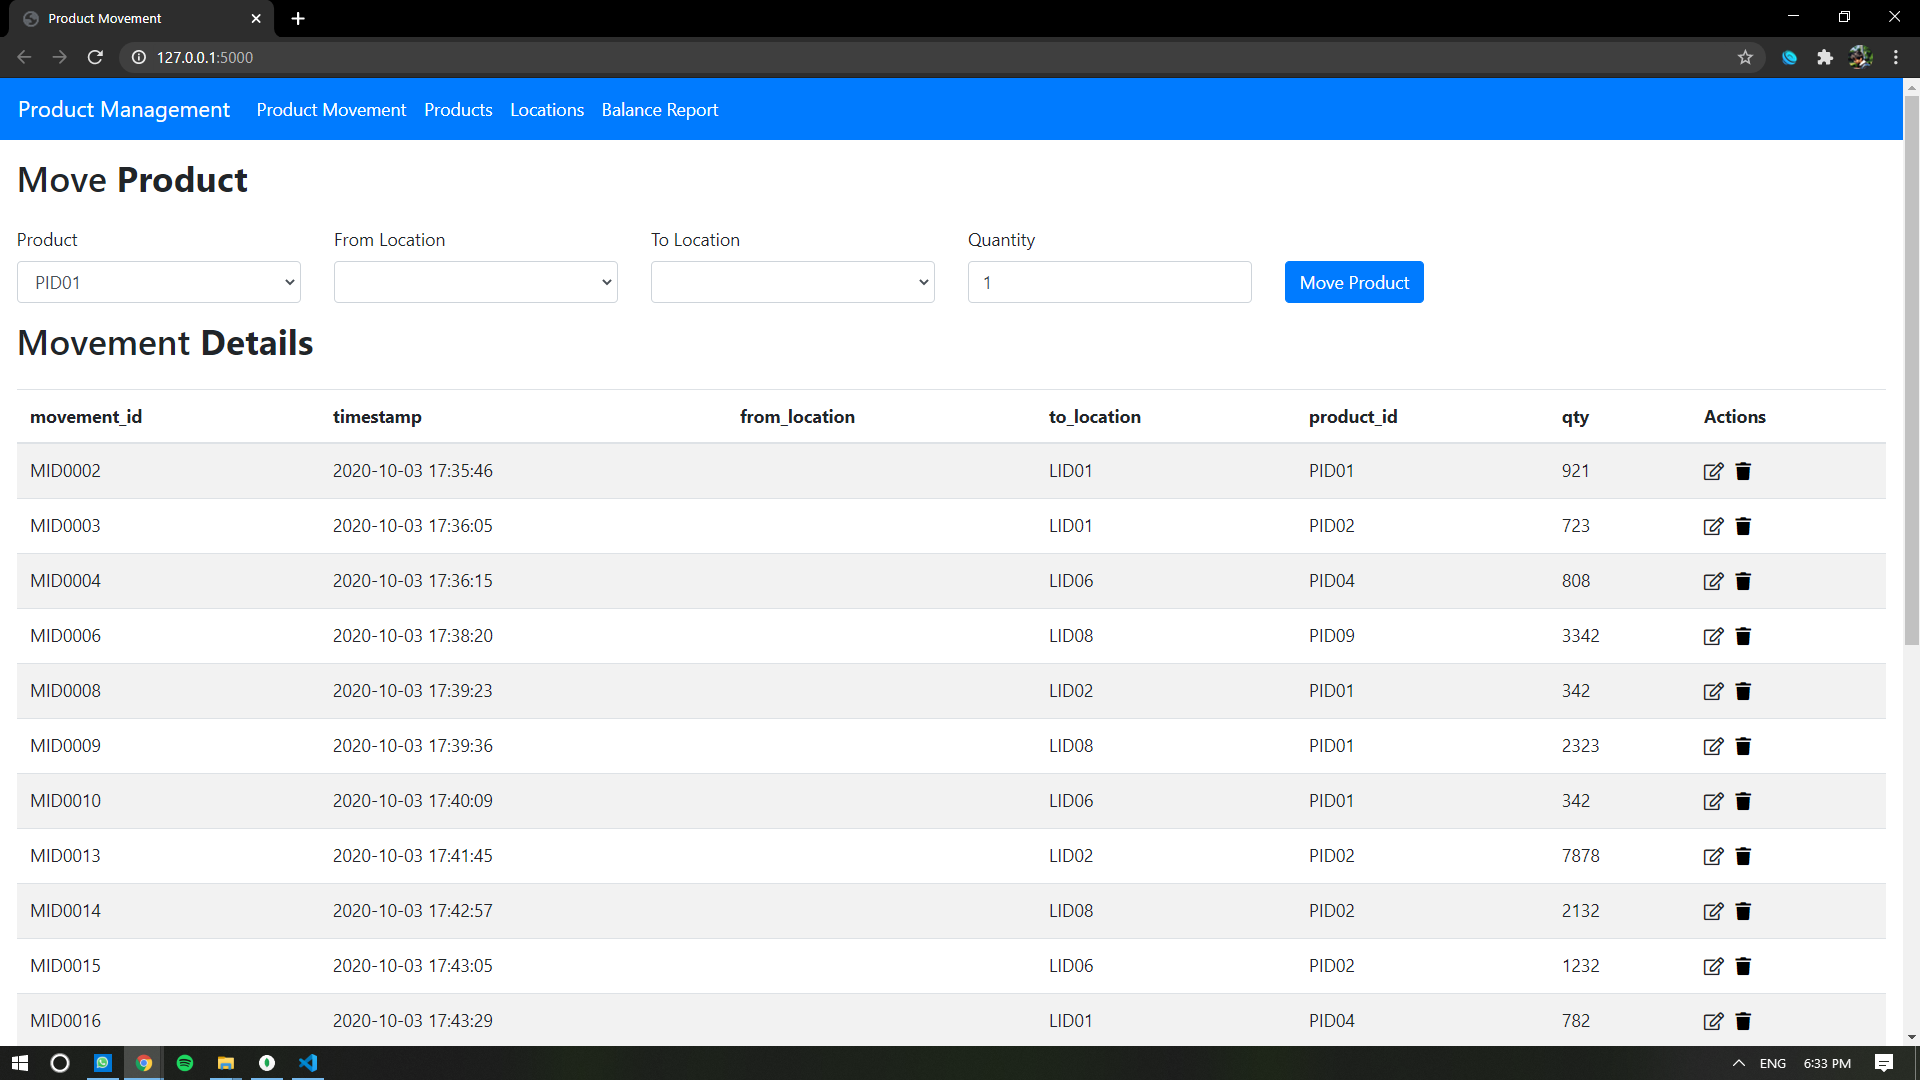 Product Movement
127.0.0.1:5000
Product Management Product Movement Products Locations Balance Report
Move Product
Product From Location To Location Quantity
PID01 1 Move Product
Movement Details
movement_id timestamp from_location to_location product_id qty Actions
MID0002 2020-10-03 17:35:46 LID01 PID01 921
MID0003 2020-10-03 17:36:05 LID01 PID02 723
MID0004 2020-10-03 17:36:15 LID06 PID04 808
MID0006 2020-10-03 17:38:20 LID08 PID09 3342
MID0008 2020-10-03 17:39:23 LID02 PID01 342
MID0009 2020-10-03 17:39:36 LID08 PID01 2323
MID0010 2020-10-03 17:40:09 LID06 PID01 342
MID0013 2020-10-03 17:41:45 LID02 PID02 7878
MID0014 2020-10-03 17:42:57 LID08 PID02 2132
MID0015 2020-10-03 17:43:05 LID06 PID02 1232
MID0016 2020-10-03 17:43:29 LID01 PID04 782
ENG 6:33 PM